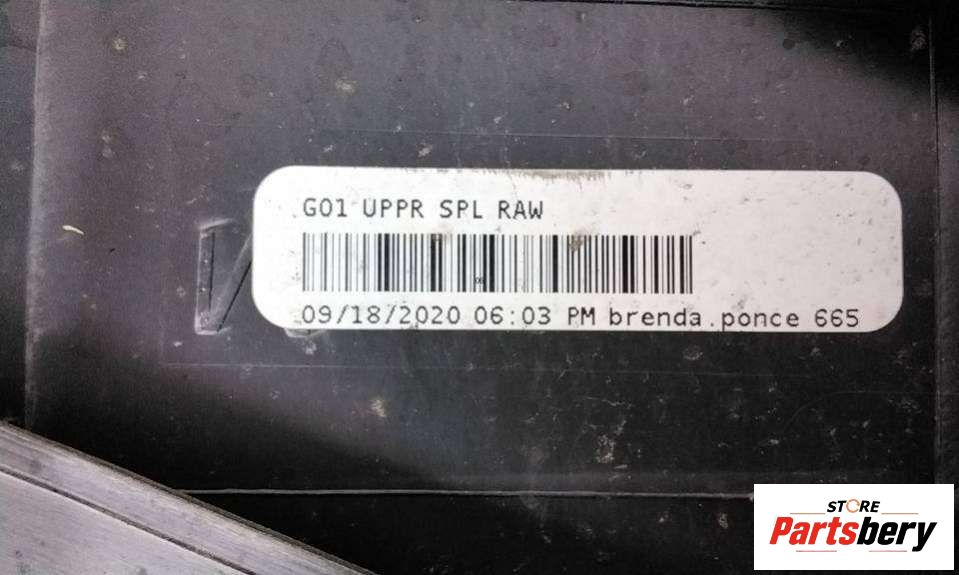 G01 UPPR SPL RAW
09/18/2020 06:03 PM brenda.ponce 665
STORE
Partsbery